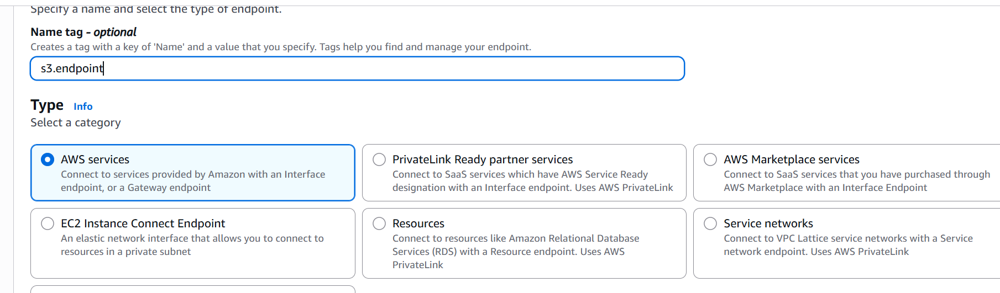 Specify a name and select the type of endpoint.
Name tag - optional
Creates a tag with a key of 'Name' and a value that you specify. Tags help you find and manage your endpoint.
s3.endpoint
Type Info
Select a category
AWS services
Connect to services provided by Amazon with an Interface
endpoint, or a Gateway endpoint
PrivateLink Ready partner services
Connect to SaaS services which have AWS Service Ready
designation with an Interface endpoint. Uses AWS PrivateLink
AWS Marketplace services
Connect to SaaS services that you have purchased through
AWS Marketplace with an Interface Endpoint
EC2 Instance Connect Endpoint
An elastic network interface that allows you to connect to
resources in a private subnet
Resources
Connect to resources like Amazon Relational Database
Services (RDS) with a Resource endpoint. Uses AWS
PrivateLink
Service networks
Connect to VPC Lattice service networks with a Service
network endpoint. Uses AWS PrivateLink